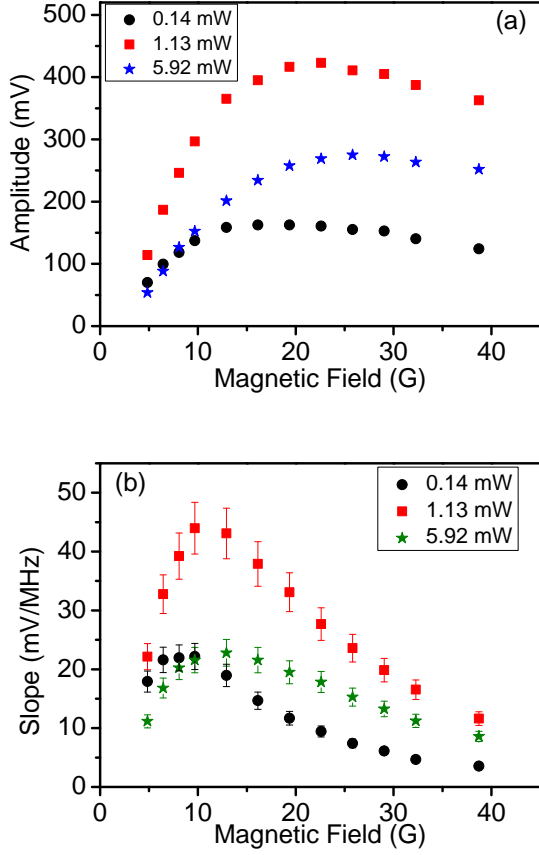 (a)
0.14 mW
1.13 mW
5.92 mW
500
400
300
200
100
0
Amplitude (mV)
0 10 20 30 40
Magnetic Field (G)
(b)
0.14 mW
1.13 mW
5.92 mW
50
40
30
20
10
0
Slope (mV/MHz)
0 10 20 30 40
Magnetic Field (G)